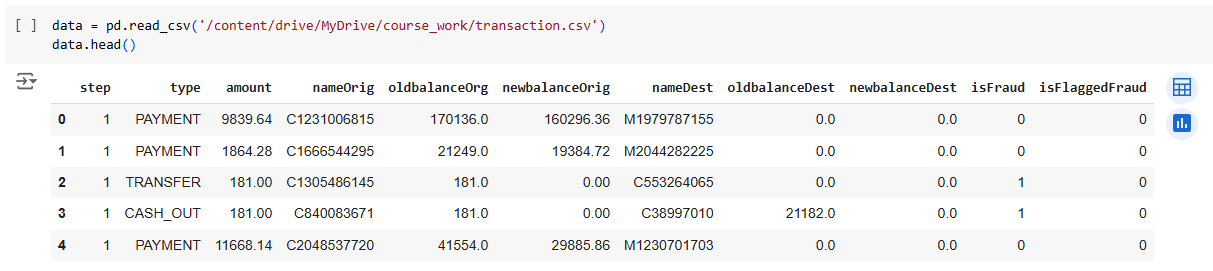 [ ] data = pd.read_csv('/content/drive/MyDrive/course_work/transaction.csv')
data.head()
step type amount nameOrig oldbalanceOrg newbalanceOrig nameDest oldbalanceDest newbalanceDest isFraud isFlaggedFraud
0 1 PAYMENT 9839.64 C1231006815 170136.0 160296.36 M1979787155 0.0 0.0 0 0
1 1 PAYMENT 1864.28 C1666544295 21249.0 19384.72 M2044282225 0.0 0.0 0 0
2 1 TRANSFER 181.00 C1305486145 181.0 0.00 C553264065 0.0 0.0 1 0
3 1 CASH_OUT 181.00 C840083671 181.0 0.00 C38997010 21182.0 0.0 1 0
4 1 PAYMENT 11668.14 C2048537720 41554.0 29885.86 M1230701703 0.0 0.0 0 0